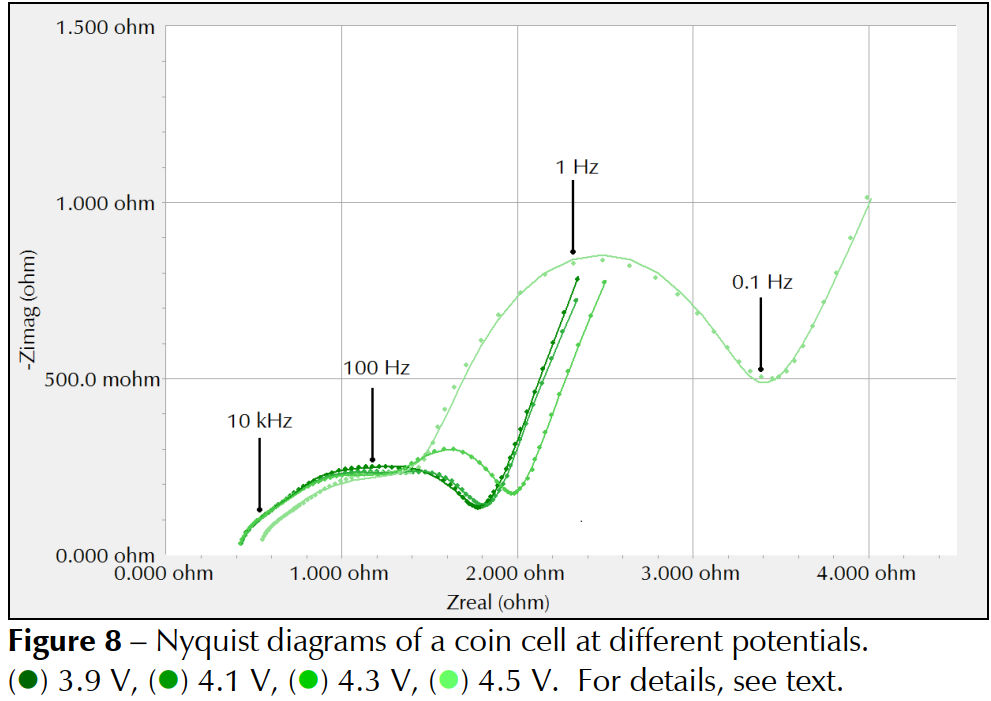 1.500 ohm
1 Hz
1.000 ohm
0.1 Hz
-Zimag (ohm)
100 Hz
500.0 mohm
10 kHz
0.000 ohm
0.000 ohm 1.000 ohm 2.000 ohm 3.000 ohm 4.000 ohm
Zreal (ohm)
Figure 8 – Nyquist diagrams of a coin cell at different potentials.
(●) 3.9 V, (●) 4.1 V, (●) 4.3 V, (●) 4.5 V. For details, see text.